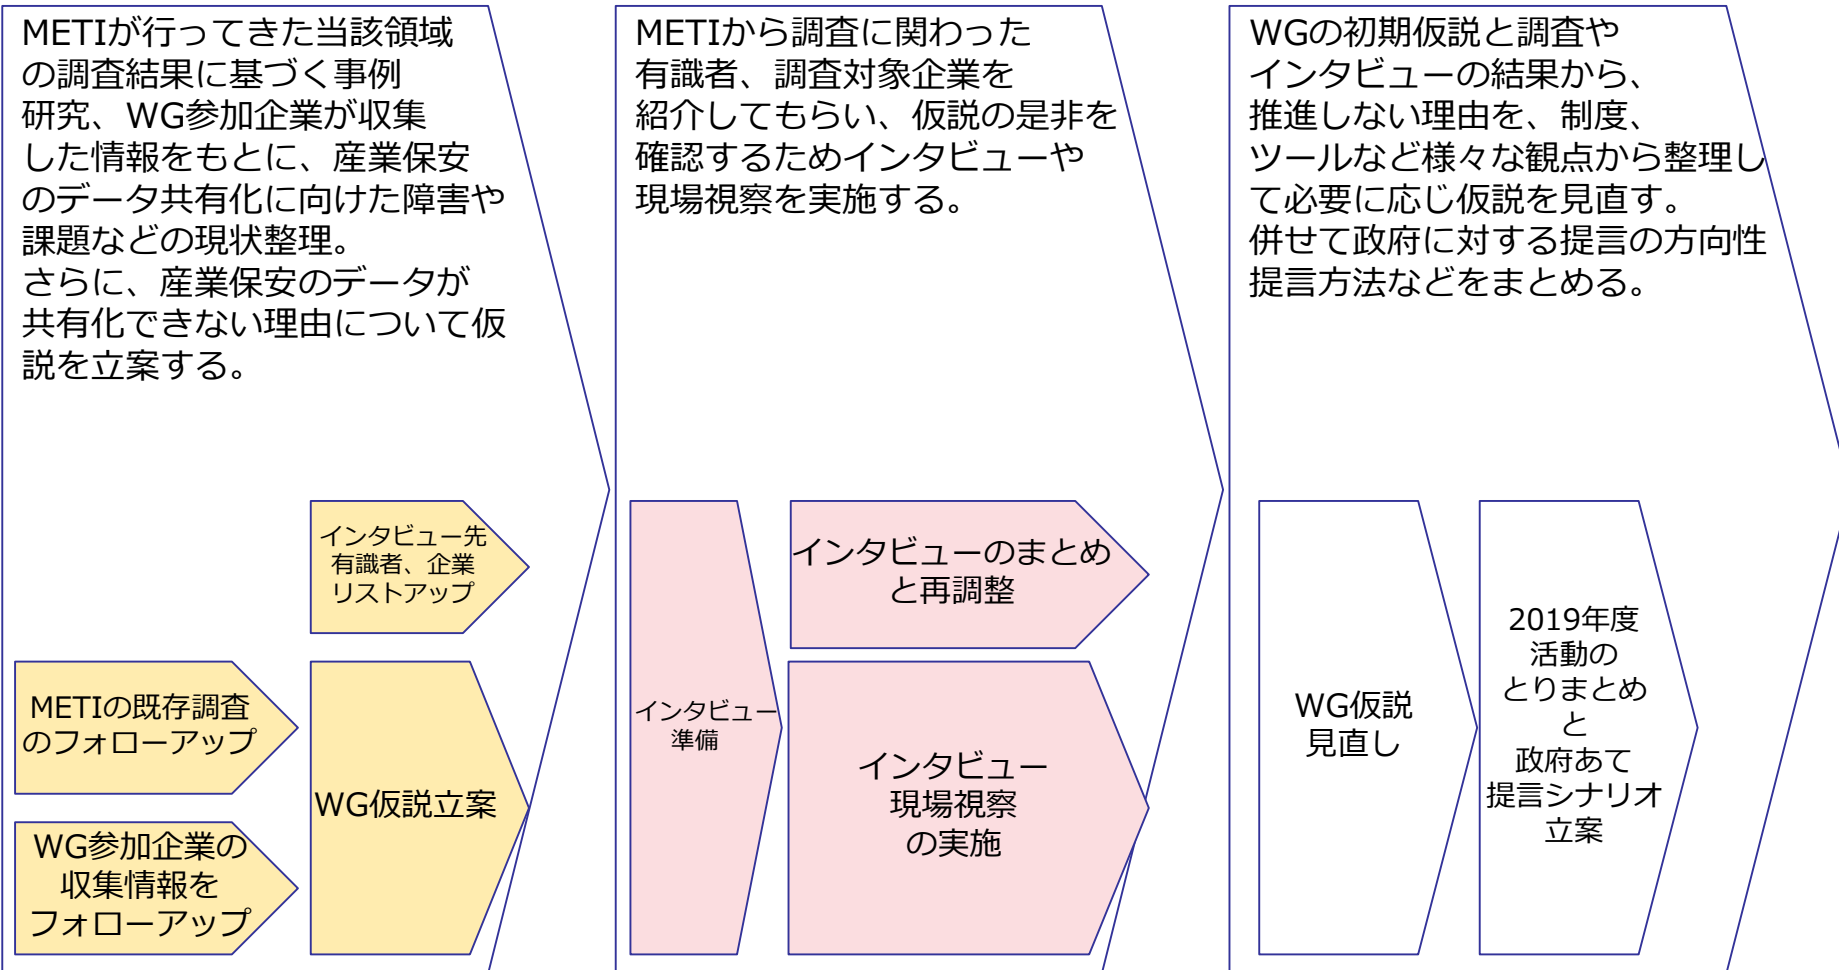 METIが行ってきた当該領域
の調査結果に基づく事例
研究、WG参加企業が収集
した情報をもとに、産業保安
のデータ共有化に向けた障害や
課題などの現状整理。
さらに、産業保安のデータが
共有化できない理由について仮
説を立案する。
インタビュー先
有識者、企業
リストアップ
METIの既存調査
のフォローアップ
WG参加企業の
収集情報を
フォローアップ
WG仮説立案
METIから調査に関わった
有識者、調査対象企業を
紹介してもらい、仮説の是非を
確認するためインタビューや
現場視察を実施する。
インタビュー
準備
インタビューのまとめ
と再調整
インタビュー
現場視察
の実施
WGの初期仮説と調査や
インタビューの結果から、
推進しない理由を、制度、
ツールなど様々な観点から整理し
て必要に応じ仮説を見直す。
併せて政府に対する提言の方向性
提言方法などをまとめる。
WG仮説
見直し
2019年度
活動の
とりまとめ
と
政府あて
提言シナリオ
立案